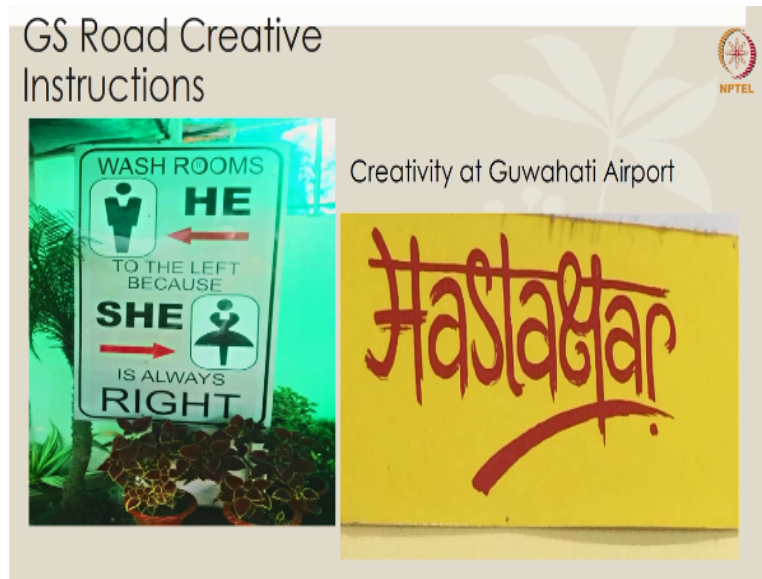 GS Road Creative
Instructions
NPTEL
WASH ROOMS
HE
TO THE LEFT
BECAUSE
SHE
IS ALWAYS
RIGHT
Creativity at Guwahati Airport
Hastakshar